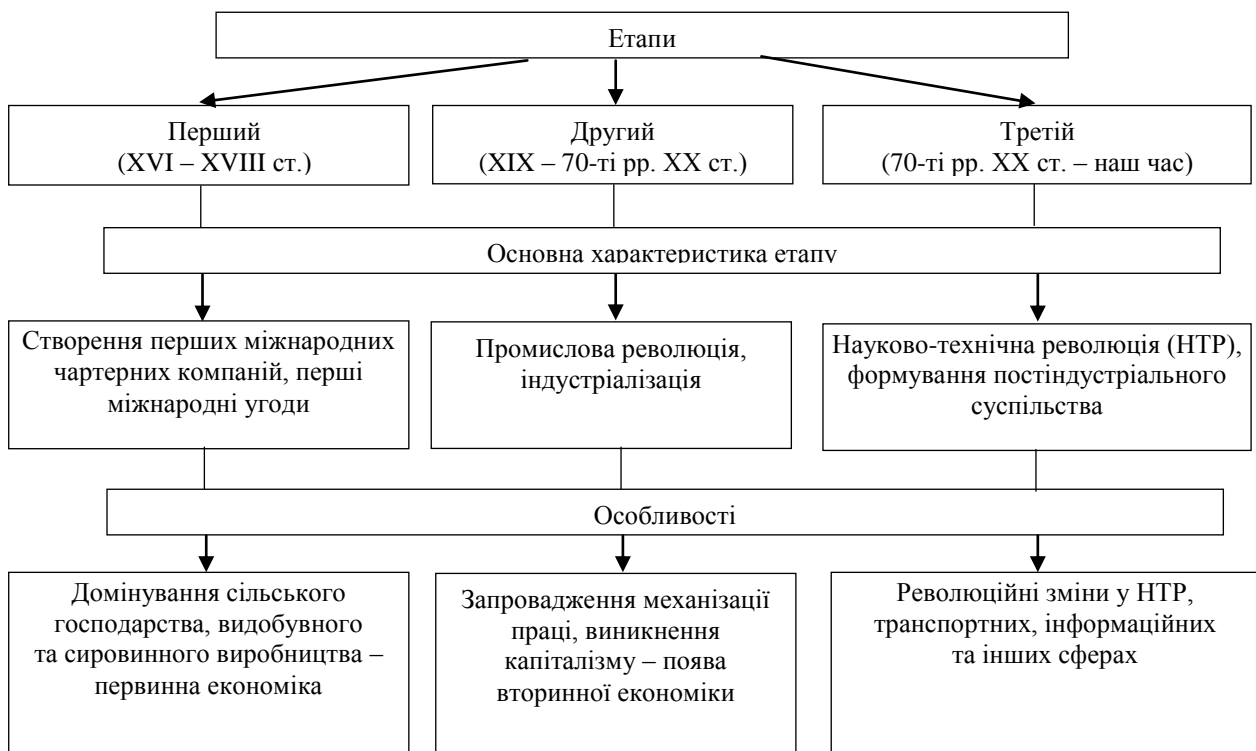 Етапи
Перший
(XVI – XVIII ст.)
Другий
(XIX – 70-ті рр. XX ст.)
Третій
(70-ті рр. XX ст. – наш час)
Основна характеристика етапу
Створення перших міжнародних
чартерних компаній, перші
міжнародні угоди
Промислова революція,
індустріалізація
Науково-технічна революція (НТР),
формування постіндустріального
суспільства
Особливості
Домінування сільського
господарства, видобувного
та сировинного виробництва –
первинна економіка
Запровадження механізації
праці, виникнення
капіталізму – поява
вторинної економіки
Революційні зміни у НТР,
транспортних, інформаційних
та інших сферах